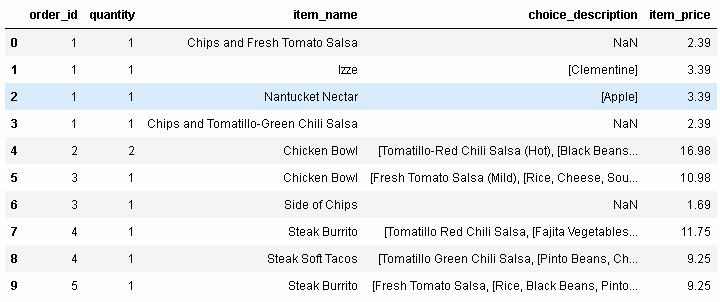 order_id quantity item_name choice_description item_price
0 1 1 Chips and Fresh Tomato Salsa NaN 2.39
1 1 1 Izze [Clementine] 3.39
2 1 1 Nantucket Nectar [Apple] 3.39
3 1 1 Chips and Tomatillo-Green Chili Salsa NaN 2.39
4 2 2 Chicken Bowl [Tomatillo-Red Chili Salsa (Hot), [Black Beans... 16.98
5 3 1 Chicken Bowl [Fresh Tomato Salsa (Mild), [Rice, Cheese, Sou... 10.98
6 3 1 Side of Chips NaN 1.69
7 4 1 Steak Burrito [Tomatillo Red Chili Salsa, [Fajita Vegetables... 11.75
8 4 1 Steak Soft Tacos [Tomatillo Green Chili Salsa, [Pinto Beans, Ch... 9.25
9 5 1 Steak Burrito [Fresh Tomato Salsa, [Rice, Black Beans, Pinto... 9.25